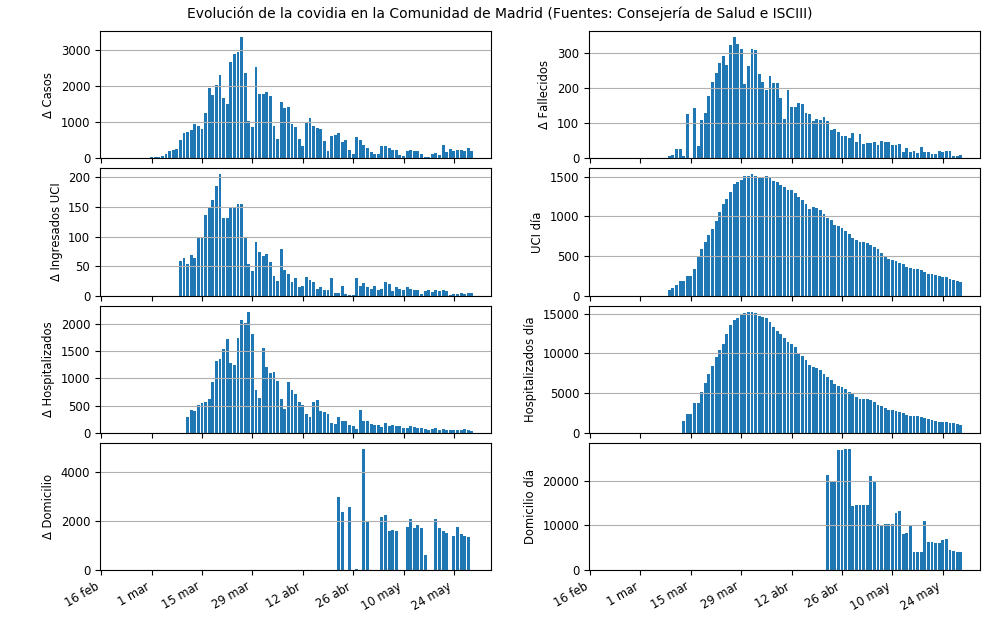 Evolución de la covidia en la Comunidad de Madrid (Fuentes: Consejería de Salud e ISCIII)
Δ Casos
3000
2000
1000
0
Δ Fallecidos
300
200
100
0
Δ Ingresados UCI
200
150
100
50
0
UCI día
1500
1000
500
0
Δ Hospitalizados
2000
1500
1000
500
0
Hospitalizados día
15000
10000
5000
0
Δ Domicilio
4000
2000
0
Domicilio día
20000
10000
0
16 feb
1 mar
15 mar
29 mar
12 abr
26 abr
10 may
24 may
16 feb
1 mar
15 mar
29 mar
12 abr
26 abr
10 may
24 may